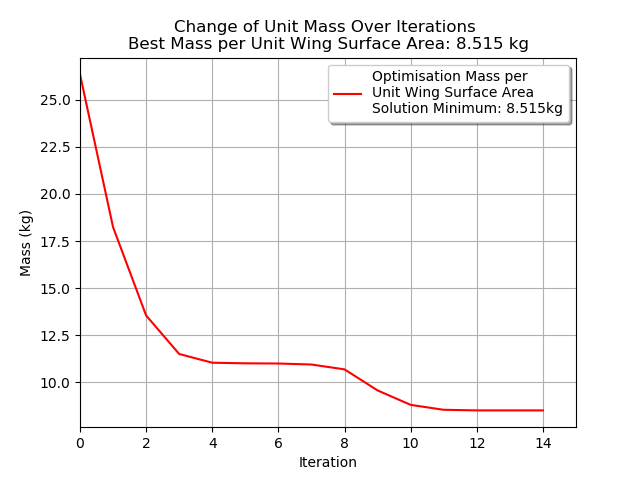 Change of Unit Mass Over Iterations
Best Mass per Unit Wing Surface Area: 8.515 kg
Optimisation Mass per
Unit Wing Surface Area
Solution Minimum: 8.515kg
25.0
22.5
20.0
17.5
15.0
12.5
10.0
Mass (kg)
0 2 4 6 8 10 12 14
Iteration